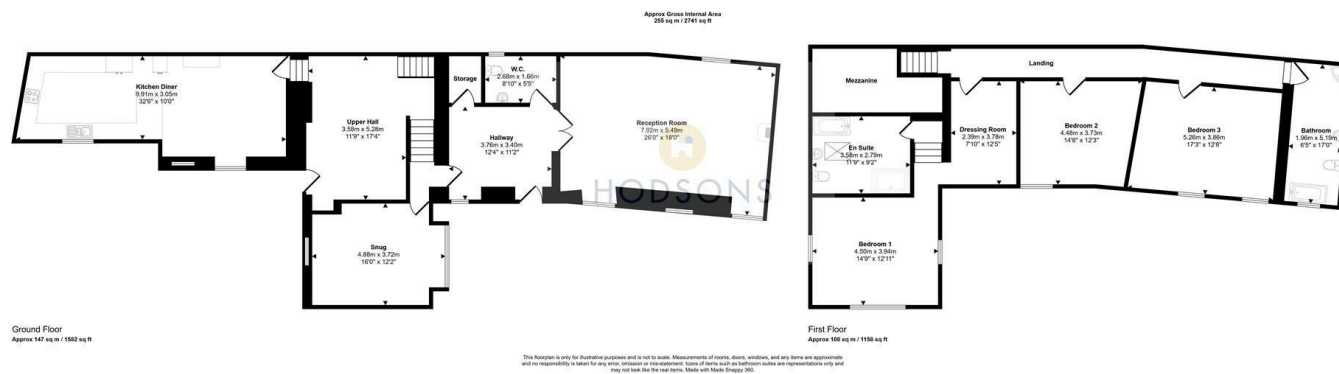 Approx Gross Internal Area
255 sq m / 2741 sq ft
Kitchen Diner
9.91m x 3.05m
32'6" x 10'0"
Upper Hall
3.58m x 5.28m
11'9" x 17'4"
Storage
W.C.
2.68m x 1.66m
8'10" x 5'5"
Hallway
3.76m x 3.40m
12'4" x 11'2"
Reception Room
7.92m x 5.49m
26'0" x 18'0"
HODSONS
Snug
4.88m x 3.72m
16'0" x 12'2"
Ground Floor
Approx 147 sq m / 1582 sq ft
Landing
Mezzanine
En Suite
3.58m x 2.79m
11'9" x 9'2"
Dressing Room
2.39m x 3.78m
7'10" x 12'5"
Bedroom 2
4.48m x 3.73m
14'8" x 12'3"
Bedroom 3
5.26m x 3.86m
17'3" x 12'8"
Bathroom
1.96m x 5.19m
6'5" x 17'0"
Bedroom 1
4.50m x 3.94m
14'9" x 12'11"
First Floor
Approx 108 sq m / 1158 sq ft
This floorplan is only for illustrative purposes and is not to scale. Measurements of rooms, doors, windows, and any items are approximate
and no responsibility is taken for any error, omission or mis-statement. Icons of items such as bathroom suites are representations only and
may not look like the real items. Made with Made Snappy 360.